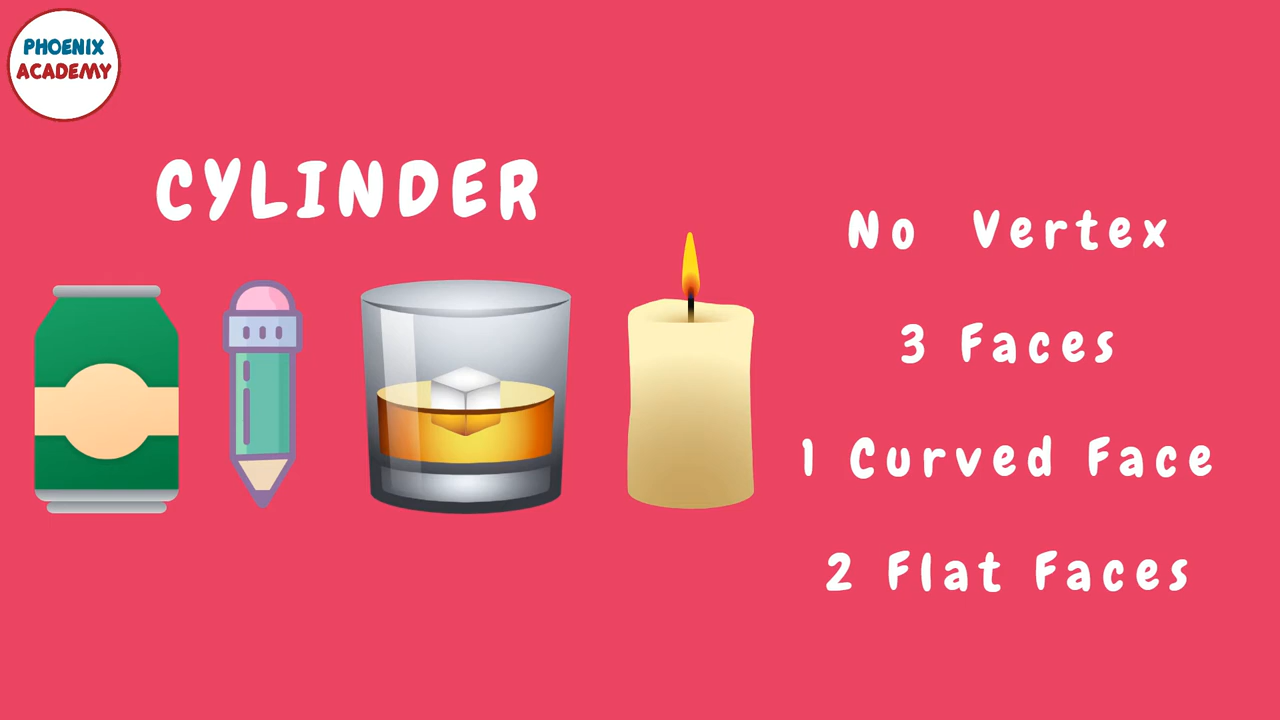 PHOENIX
ACADEMY
CYLINDER
No Vertex
3 Faces
1 Curved Face
2 Flat Faces